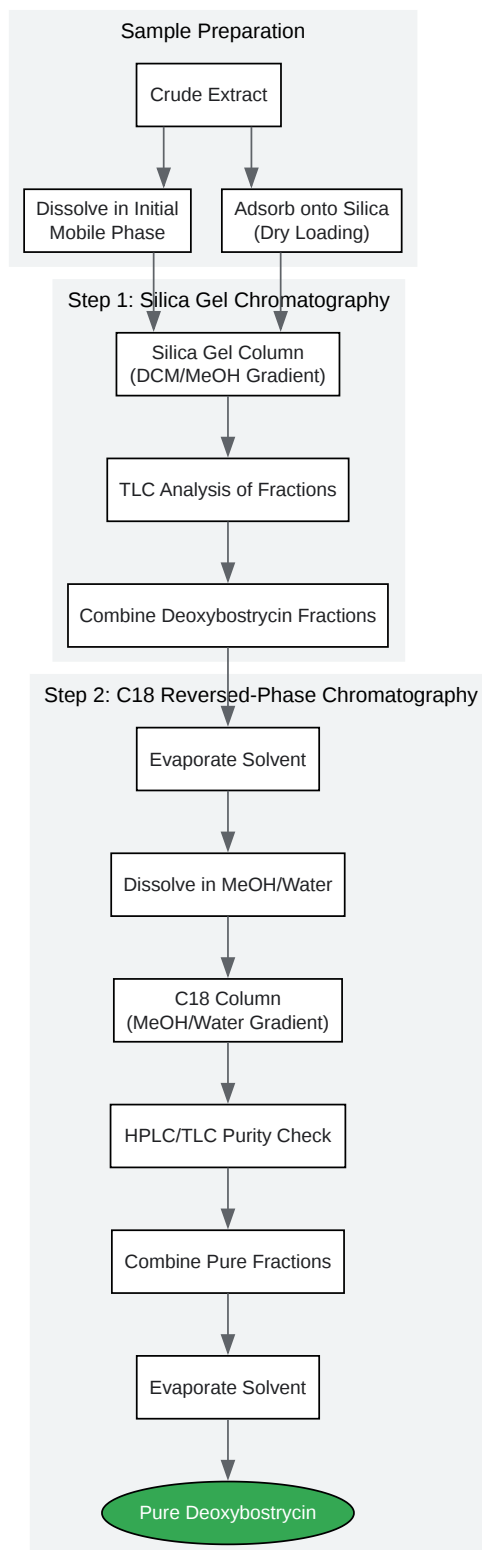 Sample Preparation
Crude Extract
Dissolve in Initial
Mobile Phase
Adsorb onto Silica
(Dry Loading)
Step 1: Silica Gel Chromatography
Silica Gel Column
(DCM/MeOH Gradient)
TLC Analysis of Fractions
Combine Deoxybostrycin Fractions
Step 2: C18 Reversed-Phase Chromatography
Evaporate Solvent
Dissolve in MeOH/Water
C18 Column
(MeOH/Water Gradient)
HPLC/TLC Purity Check
Combine Pure Fractions
Evaporate Solvent
Pure Deoxybostrycin